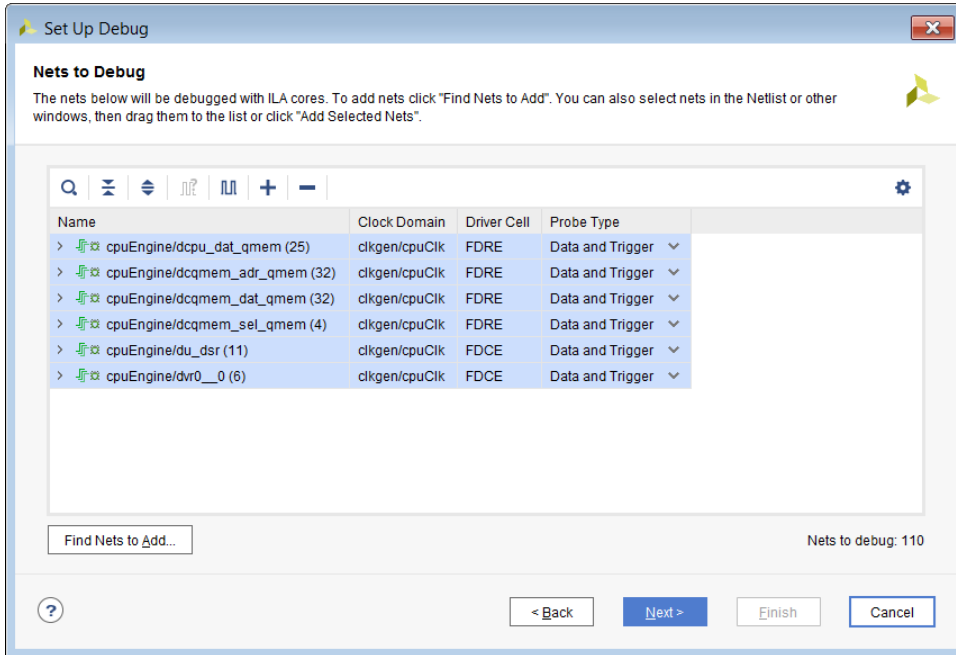 Set Up Debug
Nets to Debug
The nets below will be debugged with ILA cores. To add nets click "Find Nets to Add". You can also select nets in the Netlist or other
windows, then drag them to the list or click "Add Selected Nets".
Name Clock Domain Driver Cell Probe Type
cpuEngine/dcpu_dat_qmem (25) clkgen/cpuClk FDRE Data and Trigger
cpuEngine/dcqmem_adr_qmem (32) clkgen/cpuClk FDRE Data and Trigger
cpuEngine/dcqmem_dat_qmem (32) clkgen/cpuClk FDRE Data and Trigger
cpuEngine/dcqmem_sel_qmem (4) clkgen/cpuClk FDRE Data and Trigger
cpuEngine/du_dsr (11) clkgen/cpuClk FDCE Data and Trigger
cpuEngine/dvr0__0 (6) clkgen/cpuClk FDCE Data and Trigger
Find Nets to Add... Nets to debug: 110
? < Back Next > Finish Cancel